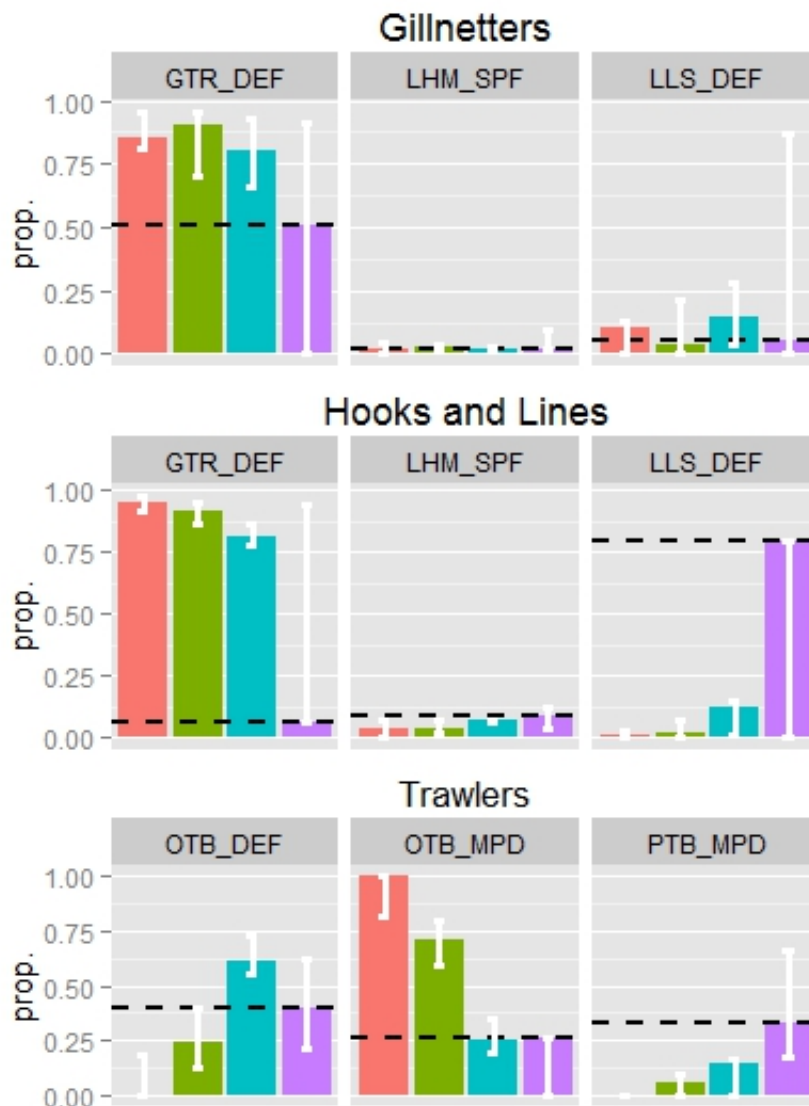 Gillnetters
GTR_DEF LHM_SPF LLS_DEF
1.00
0.75
0.50
0.25
0.00
prop.
Hooks and Lines
GTR_DEF LHM_SPF LLS_DEF
1.00
0.75
0.50
0.25
0.00
prop.
Trawlers
OTB_DEF OTB_MPD PTB_MPD
1.00
0.75
0.50
0.25
0.00
prop.